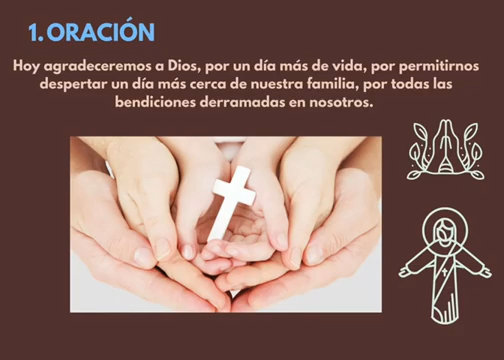 1. ORACIÓN
Hoy agradeceremos a Dios, por un día más de vida, por permitirnos
despertar un día más cerca de nuestra familia, por todas las
bendiciones derramadas en nosotros.